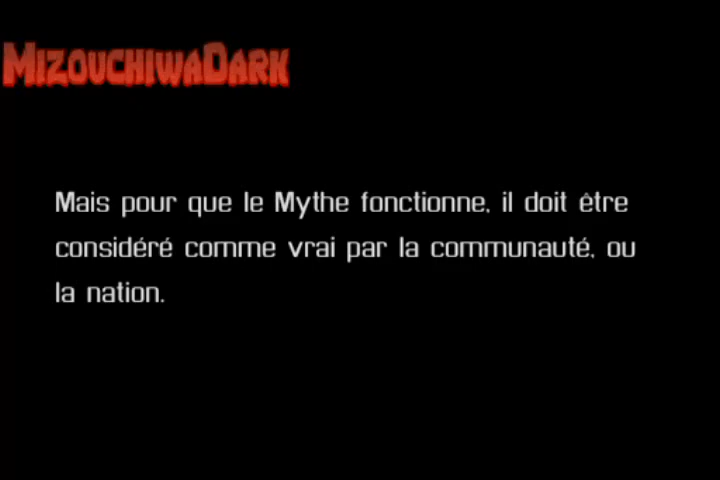 MizouchiwaDark
Mais pour que le Mythe fonctionne, il doit être
considéré comme vrai par la communauté, ou
la nation.